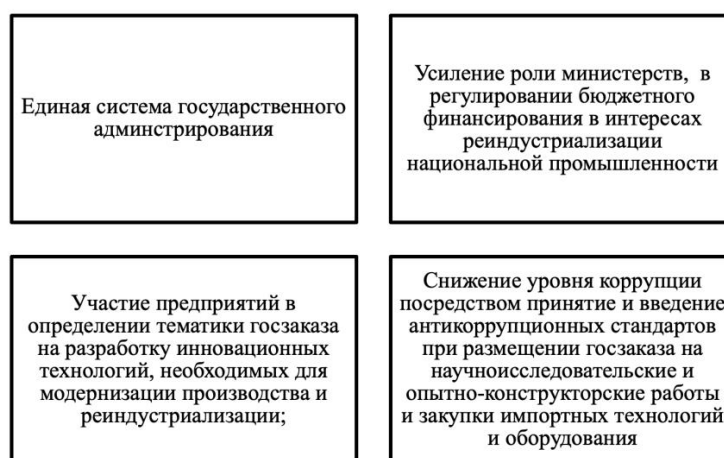 Единая система государственного
админстрирования
Усиление роли министерств, в
регулировании бюджетного
финансирования в интересах
реиндустриализации
национальной промышленности
Участие предприятий в
определении тематики госзаказа
на разработку инновационных
технологий, необходимых для
модернизации производства и
реиндустриализации;
Снижение уровня коррупции
посредством принятие и введение
антикоррупционных стандартов
при размещении госзаказа на
научноисследовательские и
опытно-конструкторские работы
и закупки импортных технологий
и оборудования